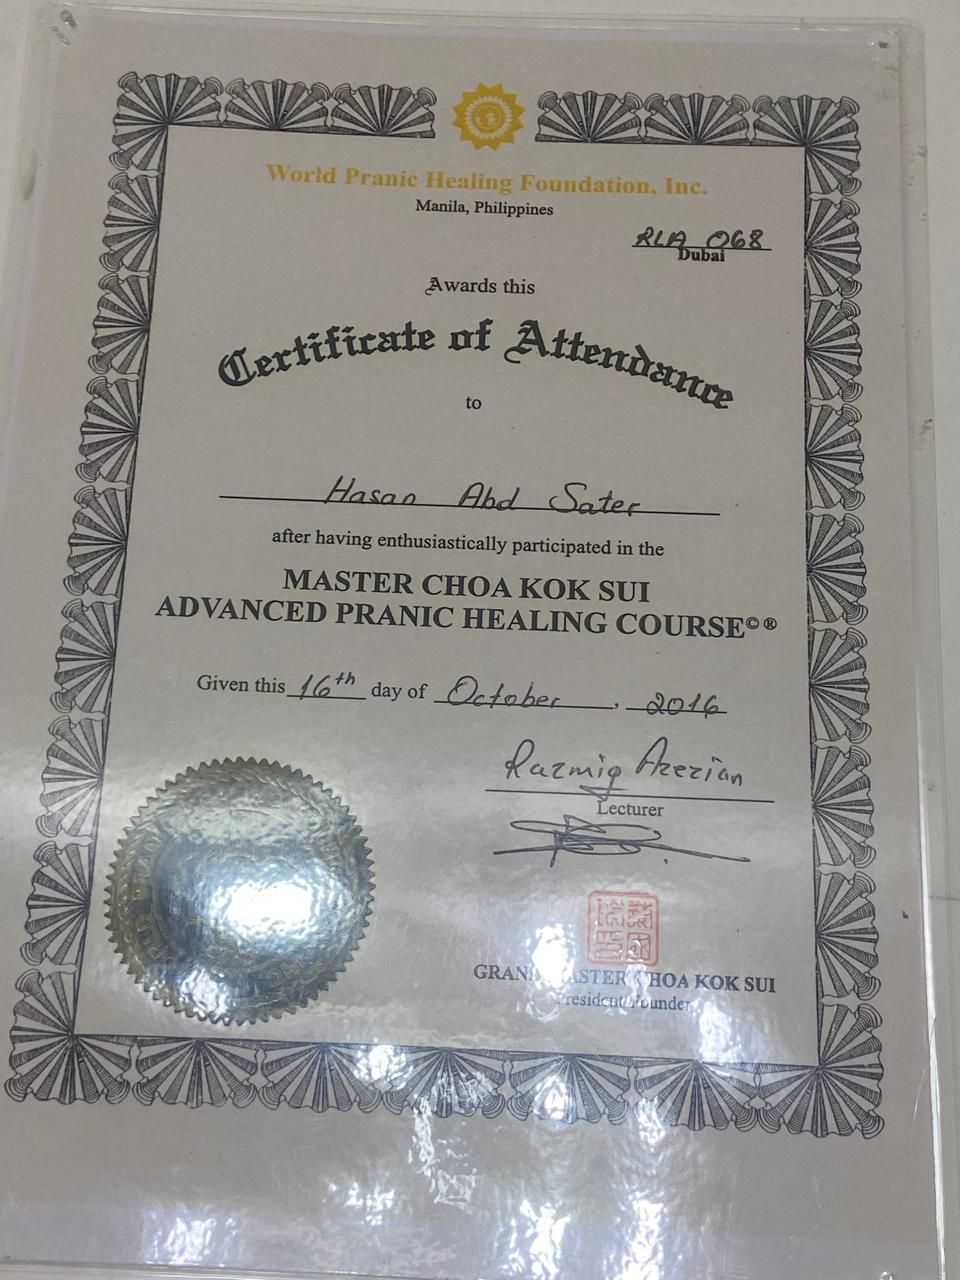 World Pranic Healing Foundation, Inc.
Manila, Philippines
RLA 068
Dubai
Awards this
Certificate of Attendance
to
Hasan Abd Sater
after having enthusiastically participated in the
MASTER CHOA KOK SUI
ADVANCED PRANIC HEALING COURSE©®
Given this 16th day of October, 2016
Razmig Azezian
Lecturer
GRAND MASTER CHOA KOK SUI
President/Founder